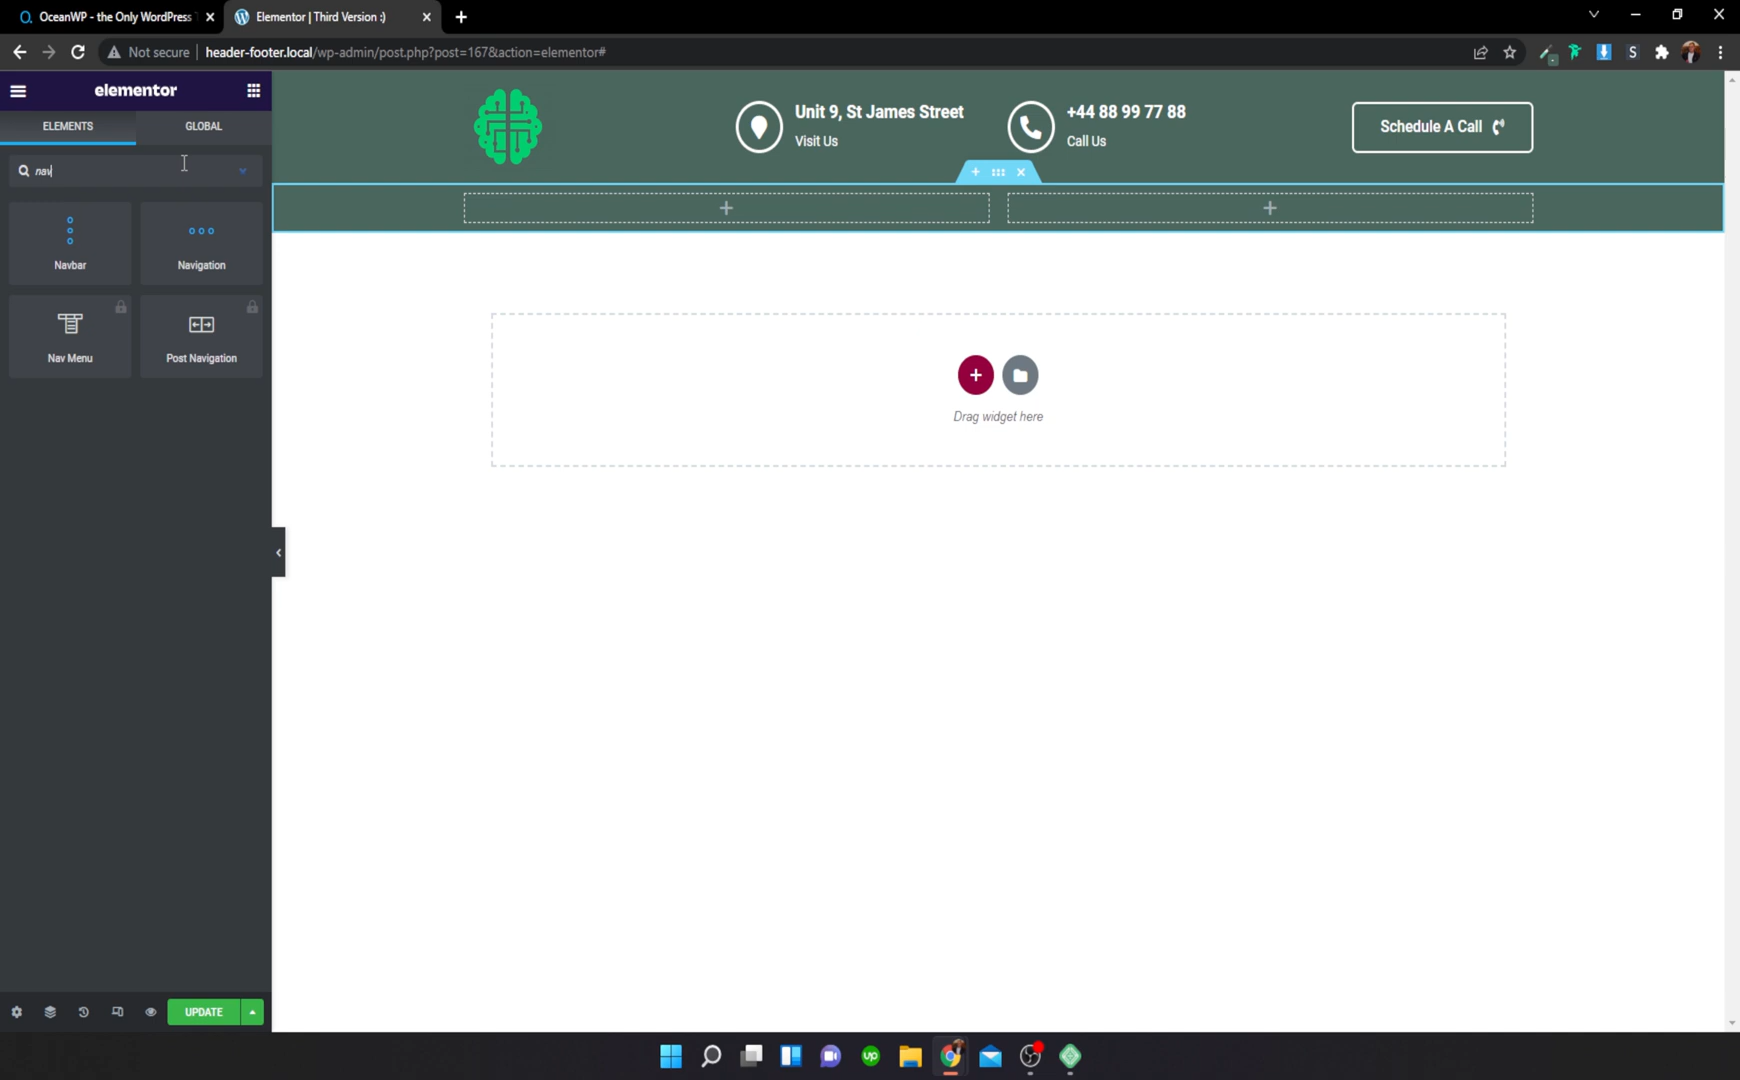 OceanWP - the Only WordPress T
Elementor | Third Version :)
Not secure
header-footer.local/wp-admin/post.php?post=167&action=elementor#
S
elementor
ELEMENTS
GLOBAL
nav
Navbar
Navigation
Nav Menu
Post Navigation
Unit 9, St James Street
Visit Us
+44 88 99 77 88
Call Us
Schedule A Call
Drag widget here
UPDATE
up